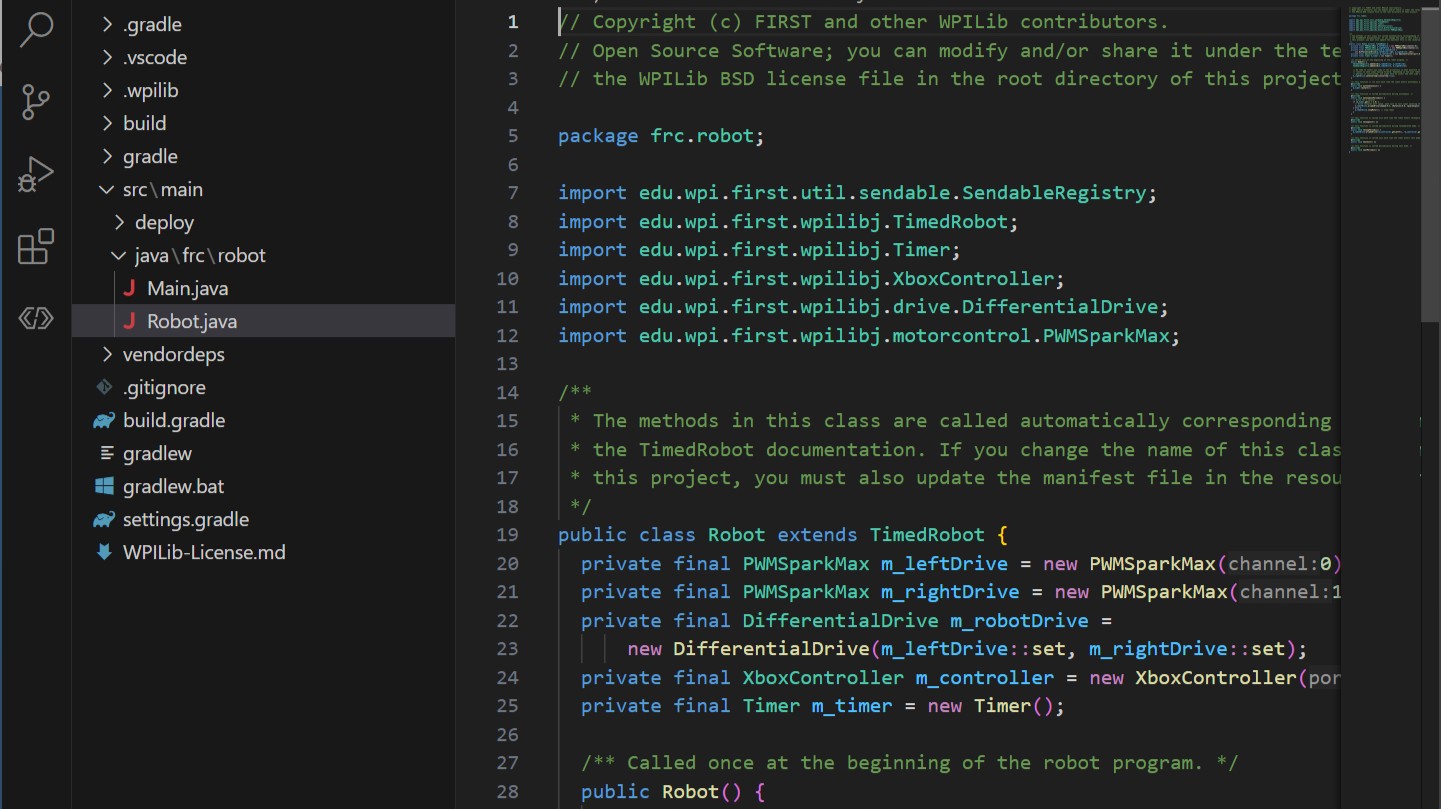 .gradle
.vscode
.wpilib
build
gradle
src\main
deploy
java\frc\robot
J Main.java
J Robot.java
vendordeps
.gitignore
build.gradle
gradlew
gradlew.bat
settings.gradle
WPILib-License.md
1 // Copyright (c) FIRST and other WPILib contributors.
2 // Open Source Software; you can modify and/or share it under the te
3 // the WPILib BSD license file in the root directory of this project
4
5 package frc.robot;
6
7 import edu.wpi.first.util.sendable.SendableRegistry;
8 import edu.wpi.first.wpilibj.TimedRobot;
9 import edu.wpi.first.wpilibj.Timer;
10 import edu.wpi.first.wpilibj.XboxController;
11 import edu.wpi.first.wpilibj.drive.DifferentialDrive;
12 import edu.wpi.first.wpilibj.motorcontrol.PWMSparkMax;
13
14 /**
15 * The methods in this class are called automatically corresponding
16 * the TimedRobot documentation. If you change the name of this clas
17 * this project, you must also update the manifest file in the resou
18 */
19 public class Robot extends TimedRobot {
20 private final PWMSparkMax m_leftDrive = new PWMSparkMax(channel:0)
21 private final PWMSparkMax m_rightDrive = new PWMSparkMax(channel:1
22 private final DifferentialDrive m_robotDrive =
23 new DifferentialDrive(m_leftDrive::set, m_rightDrive::set);
24 private final XboxController m_controller = new XboxController(por
25 private final Timer m_timer = new Timer();
26
27 /** Called once at the beginning of the robot program. */
28 public Robot() {